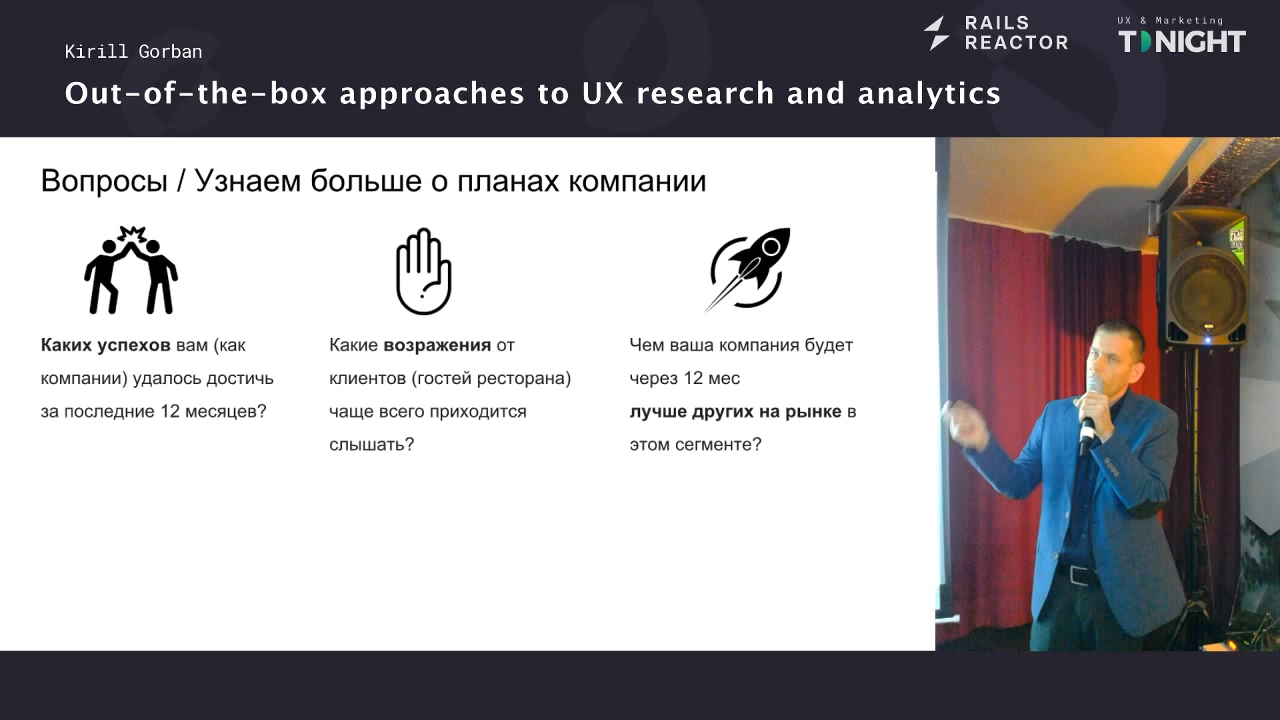 Kirill Gorban
Out-of-the-box approaches to UX research and analytics
RAILS
REACTOR
UX & Marketing
TONIGHT
Вопросы / Узнаем больше о планах компании
Каких успехов вам (как
компании) удалось достичь
за последние 12 месяцев?
Какие возражения от
клиентов (гостей ресторана)
чаще всего приходится
слышать?
Чем ваша компания будет
через 12 мес
лучше других на рынке в
этом сегменте?